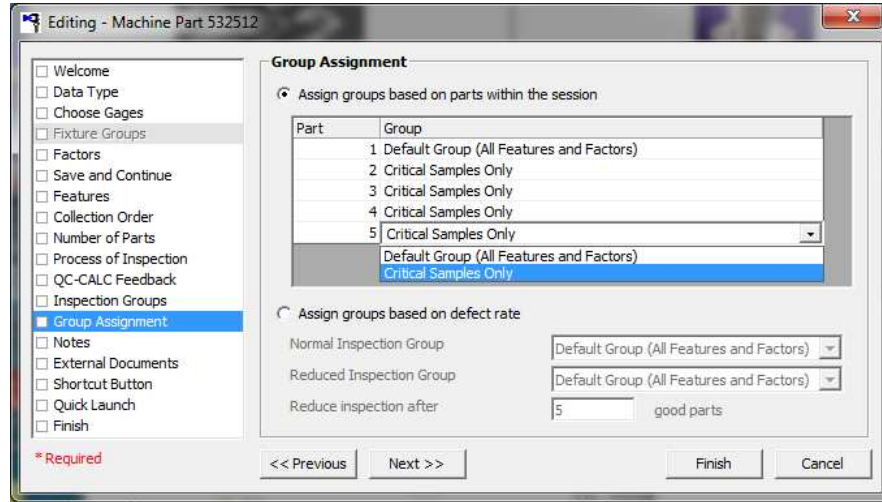 Editing - Machine Part 532512
Welcome
Data Type
Choose Gages
Fixture Groups
Factors
Save and Continue
Features
Collection Order
Number of Parts
Process of Inspection
QC-CALC Feedback
Inspection Groups
Group Assignment
Notes
External Documents
Shortcut Button
Quick Launch
Finish
* Required
Group Assignment
Assign groups based on parts within the session
Part Group
1 Default Group (All Features and Factors)
2 Critical Samples Only
3 Critical Samples Only
4 Critical Samples Only
5 Critical Samples Only
Default Group (All Features and Factors)
Critical Samples Only
Assign groups based on defect rate
Normal Inspection Group Default Group (All Features and Factors)
Reduced Inspection Group Default Group (All Features and Factors)
Reduce inspection after 5 good parts
<< Previous Next >> Finish Cancel